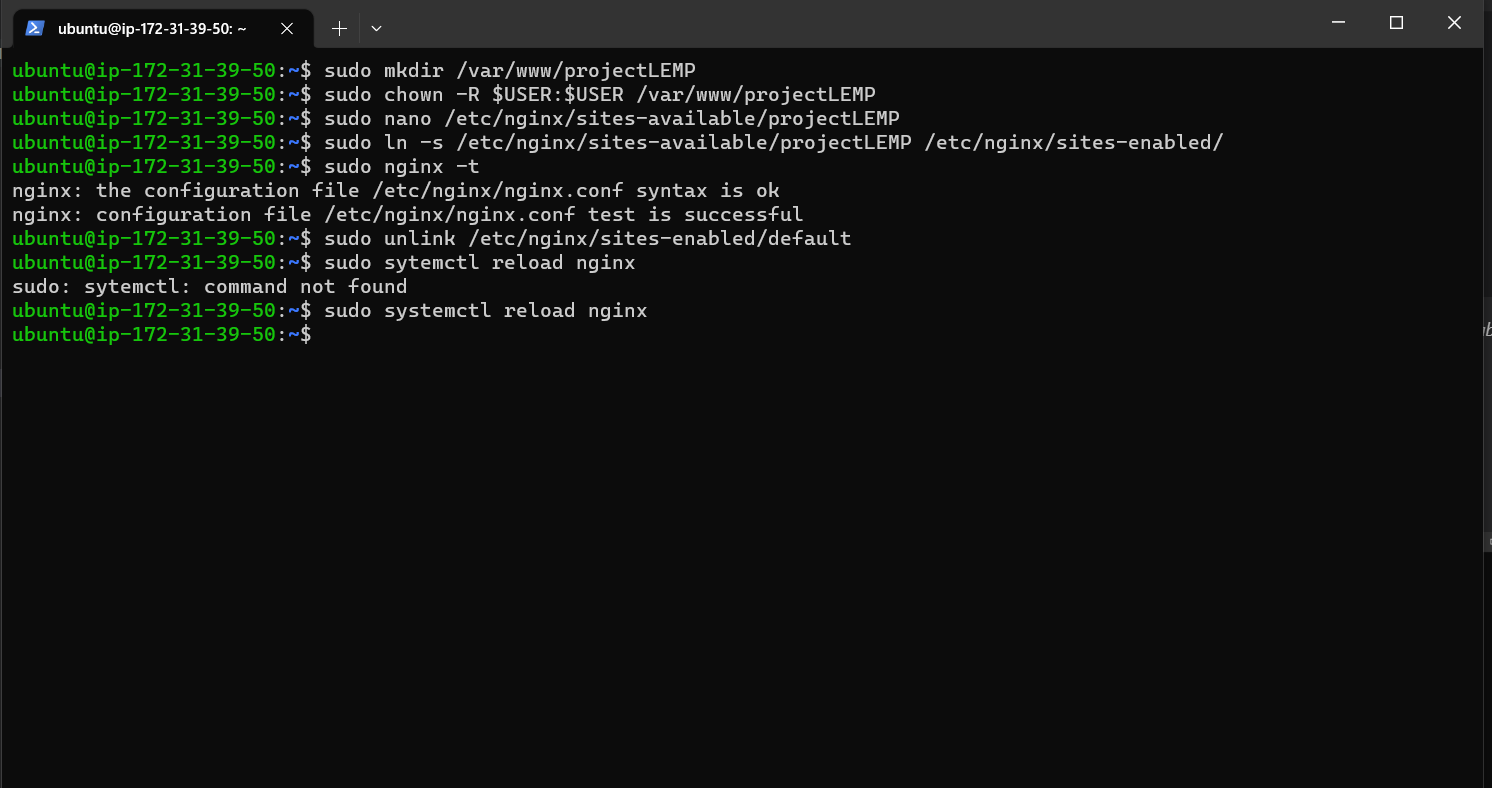 ubuntu@ip-172-31-39-50: ~
ubuntu@ip-172-31-39-50:~$ sudo mkdir /var/www/projectLEMP
ubuntu@ip-172-31-39-50:~$ sudo chown -R $USER:$USER /var/www/projectLEMP
ubuntu@ip-172-31-39-50:~$ sudo nano /etc/nginx/sites-available/projectLEMP
ubuntu@ip-172-31-39-50:~$ sudo ln -s /etc/nginx/sites-available/projectLEMP /etc/nginx/sites-enabled/
ubuntu@ip-172-31-39-50:~$ sudo nginx -t
nginx: the configuration file /etc/nginx/nginx.conf syntax is ok
nginx: configuration file /etc/nginx/nginx.conf test is successful
ubuntu@ip-172-31-39-50:~$ sudo unlink /etc/nginx/sites-enabled/default
ubuntu@ip-172-31-39-50:~$ sudo sytemctl reload nginx
sudo: sytemctl: command not found
ubuntu@ip-172-31-39-50:~$ sudo systemctl reload nginx
ubuntu@ip-172-31-39-50:~$